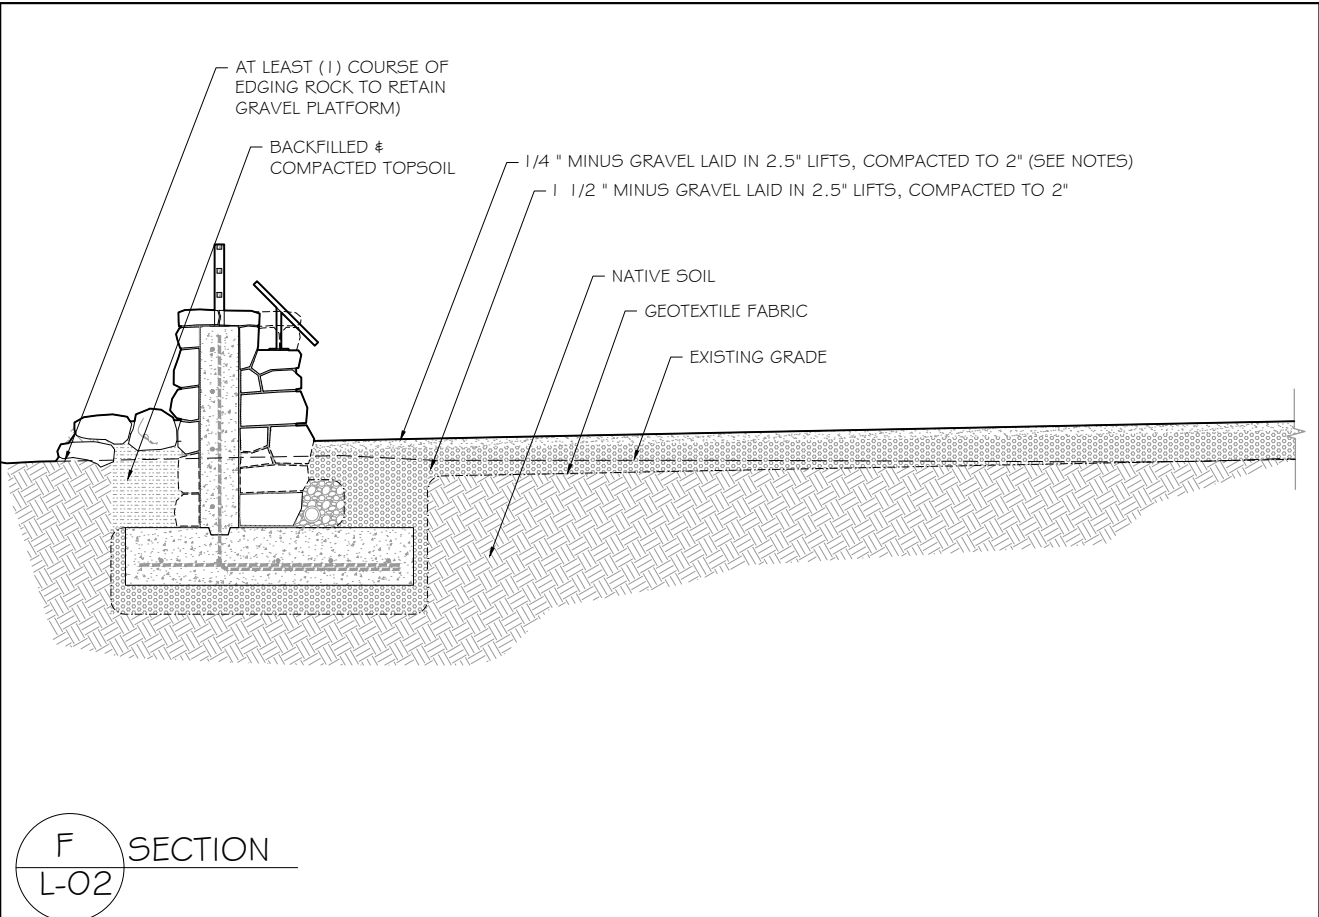 AT LEAST (1) COURSE OF
EDGING ROCK TO RETAIN
GRAVEL PLATFORM)
BACKFILLED &
COMPACTED TOPSOIL
1/4 " MINUS GRAVEL LAID IN 2.5" LIFTS, COMPACTED TO 2" (SEE NOTES)
1 1/2 " MINUS GRAVEL LAID IN 2.5" LIFTS, COMPACTED TO 2"
NATIVE SOIL
GEOTEXTILE FABRIC
EXISTING GRADE
F
SECTION
L-02